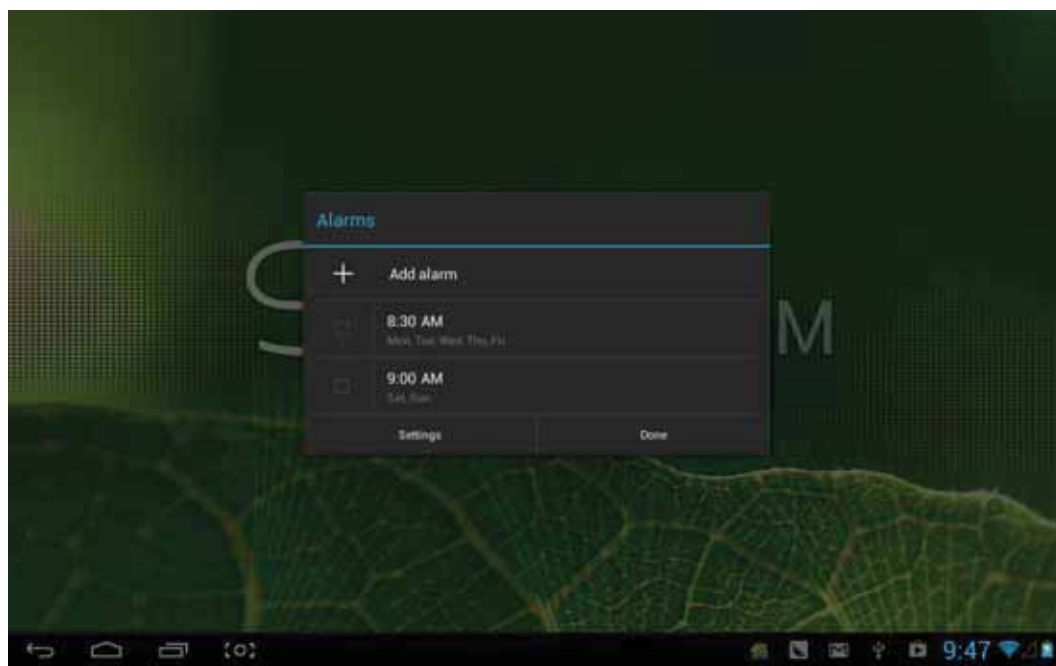 Alarms
Add alarm
8:30 AM
Mon, Tue, Wed, Thu, Fri
9:00 AM
Sat, Sun
Settings
Done
M
9:47